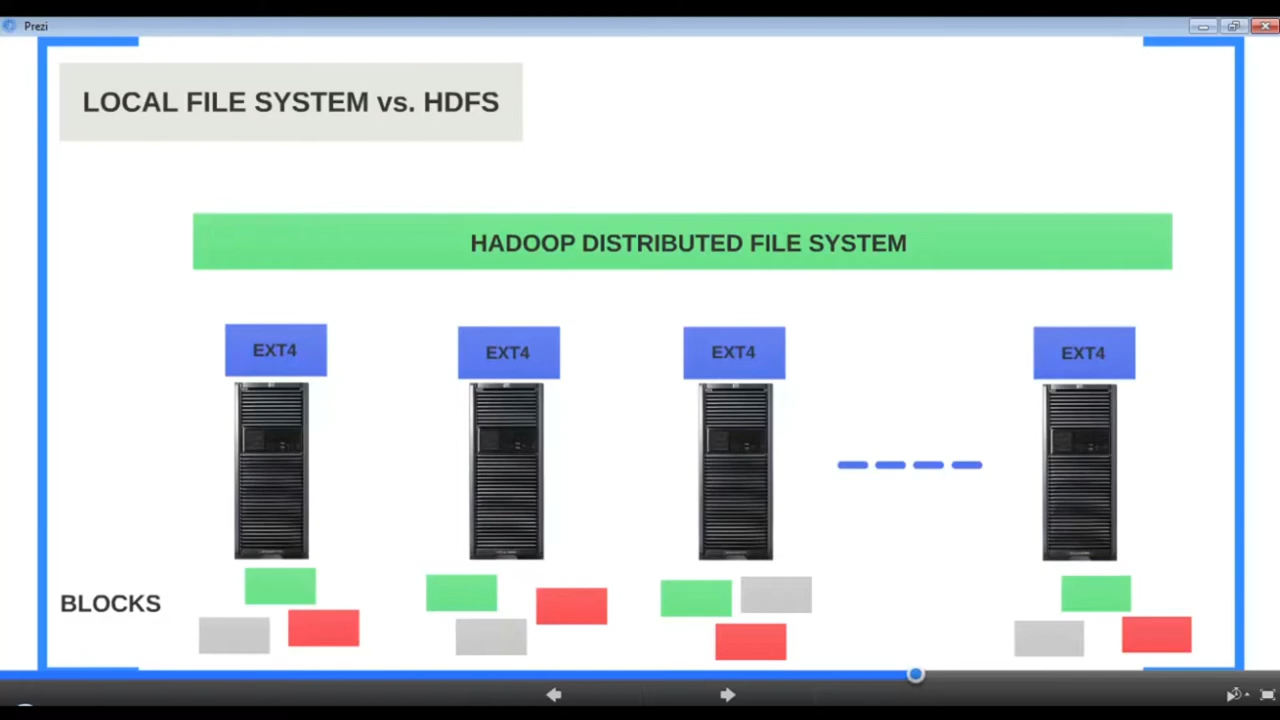 Prezi
LOCAL FILE SYSTEM vs. HDFS
HADOOP DISTRIBUTED FILE SYSTEM
EXT4
EXT4
EXT4
EXT4
BLOCKS